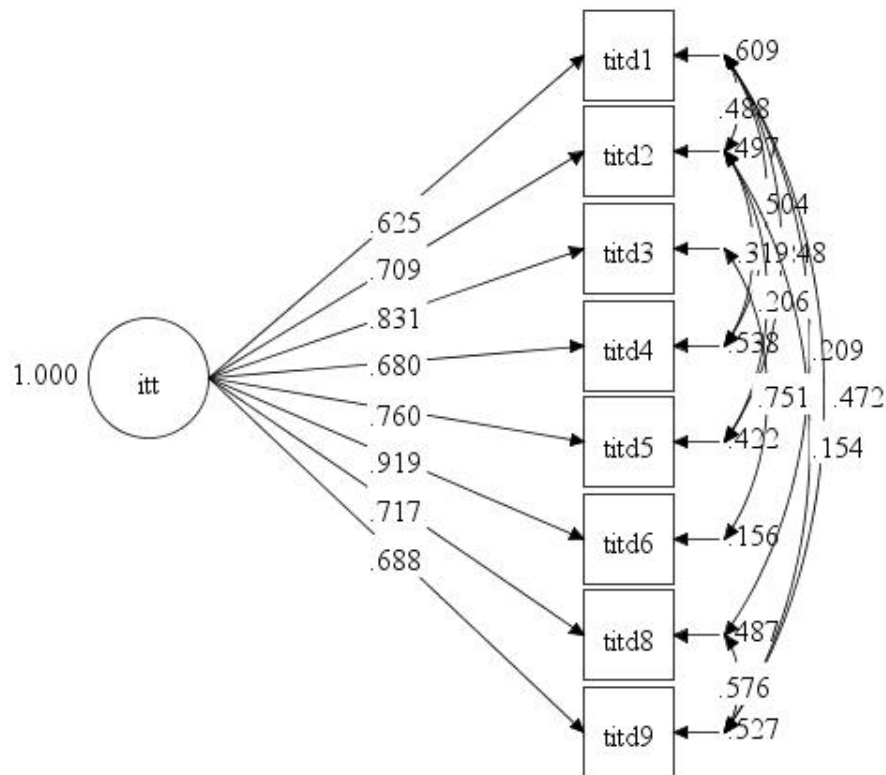 titd1
.609
.488
titd2
.497
.504
.625
titd3
.319
.709
.206
.831
titd4
.538
.209
.680
1.000
itt
.751
.472
.760
titd5
.422
.154
.919
.717
titd6
.156
.688
titd8
.487
.576
titd9
.527